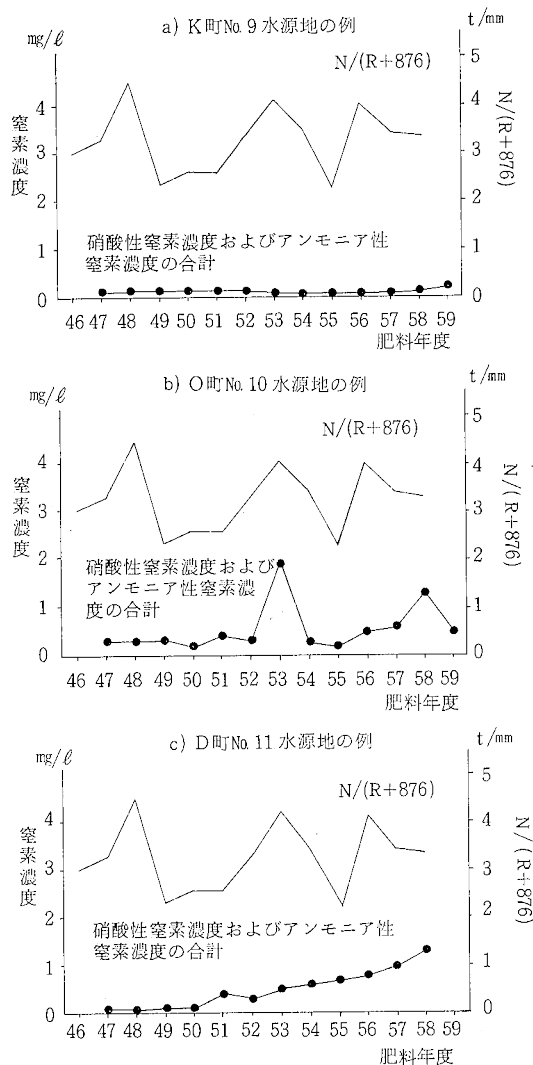 a) K町No.9水源地の例
mg/ℓ
t/mm
N/(R+876)
5
4
3
2
1
0
4
3
2
1
0
窒素濃度
N/(R+876)
硝酸性窒素濃度およびアンモニア性
窒素濃度の合計
46 47 48 49 50 51 52 53 54 55 56 57 58 59
肥料年度
b) O町No.10水源地の例
mg/ℓ
t/mm
N/(R+876)
5
4
3
2
1
0
4
3
2
1
0
窒素濃度
N/(R+876)
硝酸性窒素濃度および
アンモニア性窒素濃
度の合計
46 47 48 49 50 51 52 53 54 55 56 57 58 59
肥料年度
c) D町No.11水源地の例
mg/ℓ
t/mm
N/(R+876)
5
4
3
2
1
0
4
3
2
1
0
窒素濃度
N/(R+876)
硝酸性窒素濃度およびアンモニア性
窒素濃度の合計
46 47 48 49 50 51 52 53 54 55 56 57 58 59
肥料年度